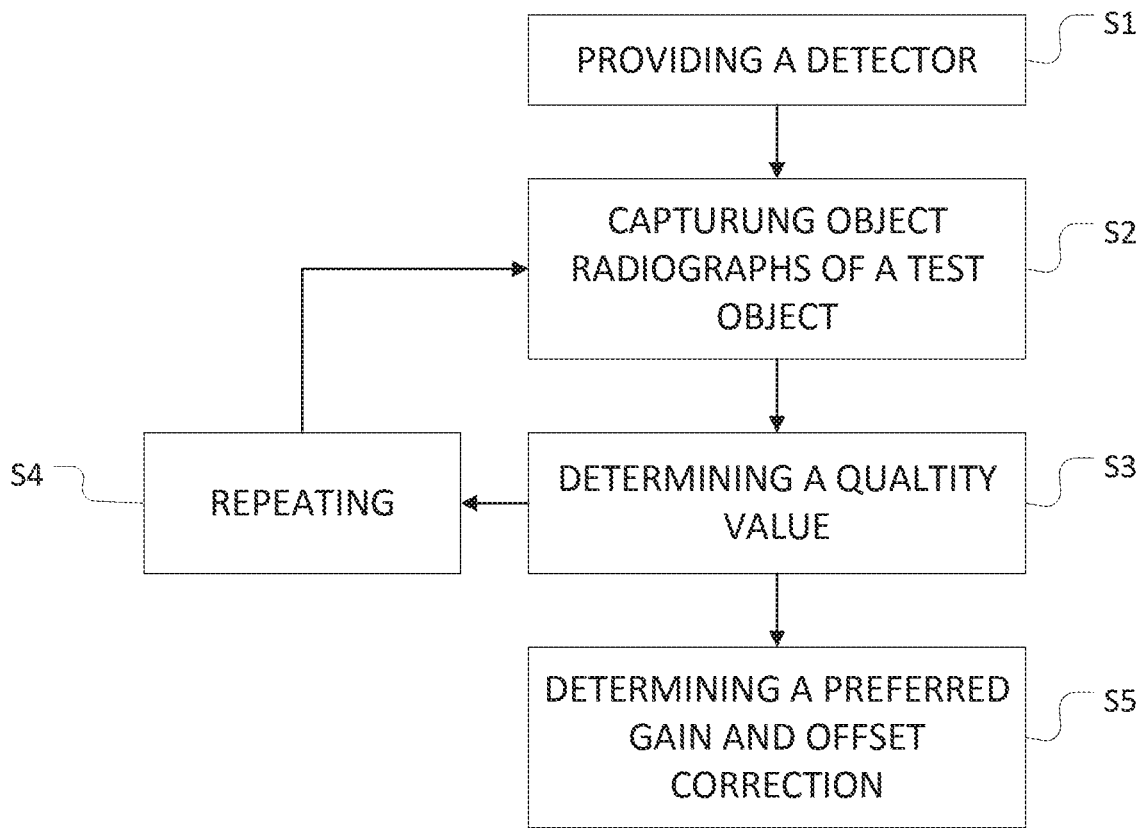 S1
PROVIDING A DETECTOR
CAPTURUNG OBJECT
RADIOGRAPHS OF A TEST
OBJECT
S2
S4
REPEATING
DETERMINING A QUALTITY
VALUE
S3
DETERMINING A PREFERRED
GAIN AND OFFSET
CORRECTION
S5